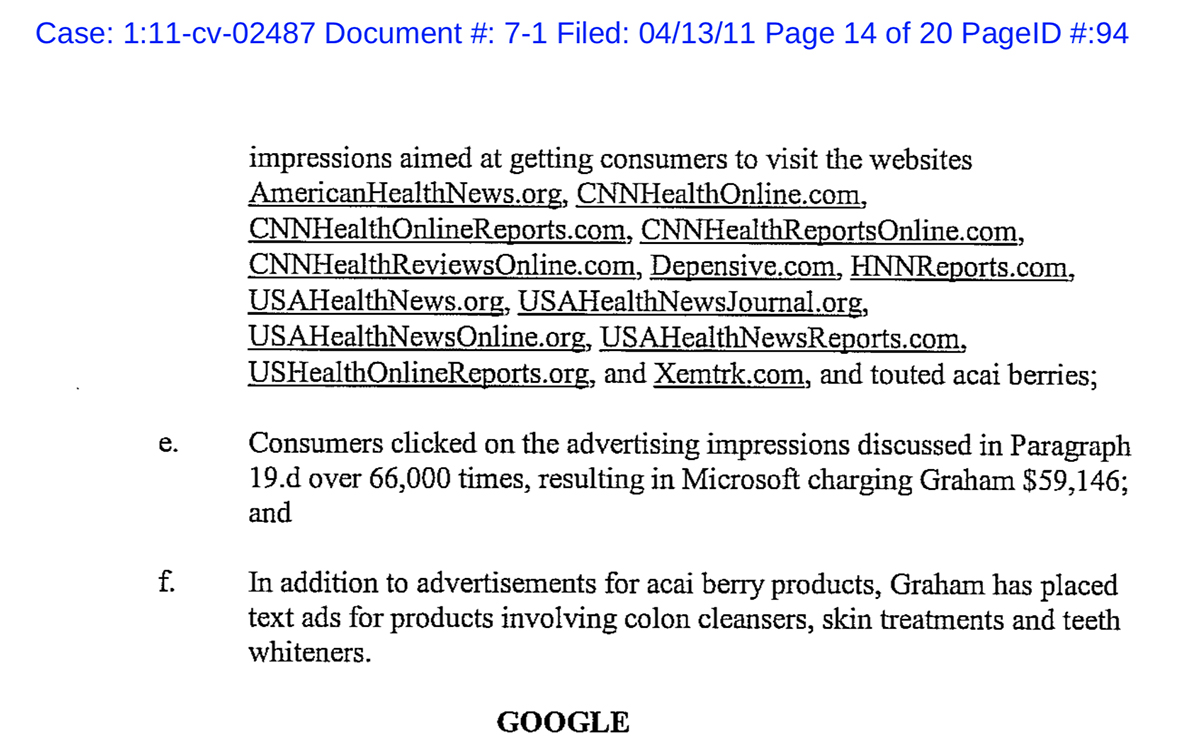 Case: 1:11-cv-02487 Document #: 7-1 Filed: 04/13/11 Page 14 of 20 PageID #:94
impressions aimed at getting consumers to visit the websites
AmericanHealthNews.org, CNNHealthOnline.com,
CNNHealthOnlineReports.com, CNNHealthReportsOnline.com,
CNNHealthReviewsOnline.com, Depensive.com, HNNReports.com,
USAHealthNews.org, USAHealthNewsJournal.org,
USAHealthNewsOnline.org, USAHealthNewsReports.com,
USHealthOnlineReports.org, and Xemtrk.com, and touted acai berries;
e. Consumers clicked on the advertising impressions discussed in Paragraph
19.d over 66,000 times, resulting in Microsoft charging Graham $59,146;
and
f. In addition to advertisements for acai berry products, Graham has placed
text ads for products involving colon cleansers, skin treatments and teeth
whiteners.
GOOGLE